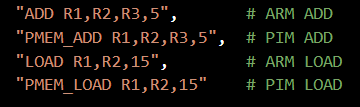 "ADD R1,R2,R3,5",        # ARM ADD
"PMEM_ADD R1,R2,R3,5",  # PIM ADD
"LOAD R1,R2,15",         # ARM LOAD
"PMEM_LOAD R1,R2,15"    # PIM LOAD